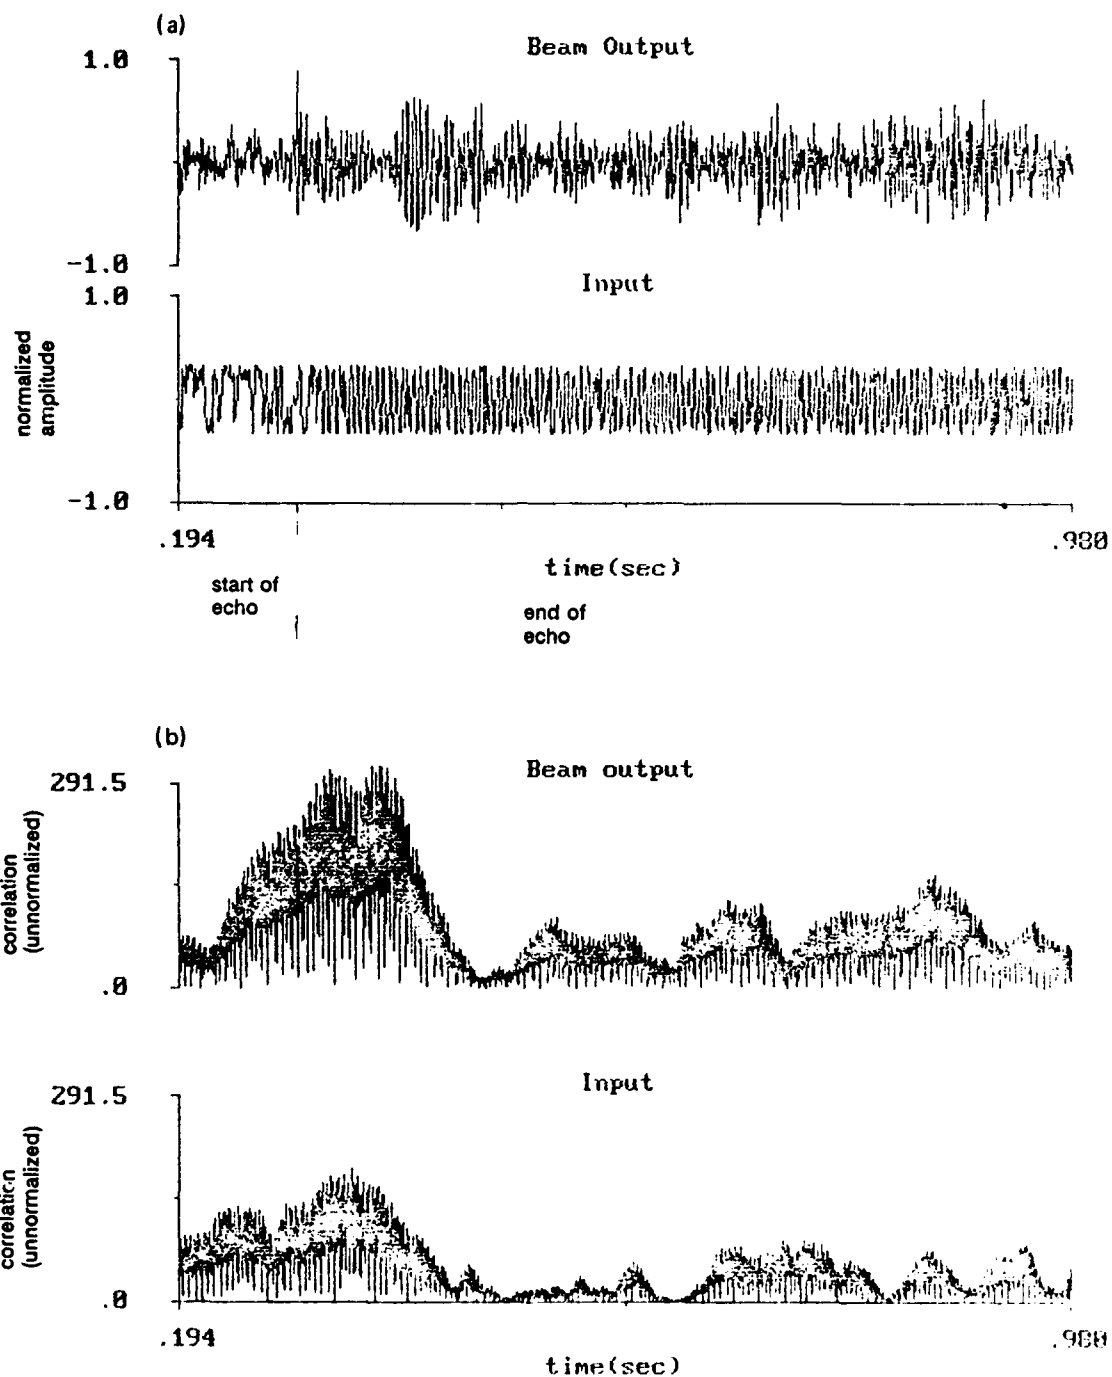 (a)
Beam Output
1.0
-1.0
Input
1.0
normalized
amplitude
-1.0
.194
.980
time(sec)
start of
echo
end of
echo
(b)
Beam output
291.5
correlation
(unnormalized)
.0
Input
291.5
correlation
(unnormalized)
.0
.194
.980
time(sec)